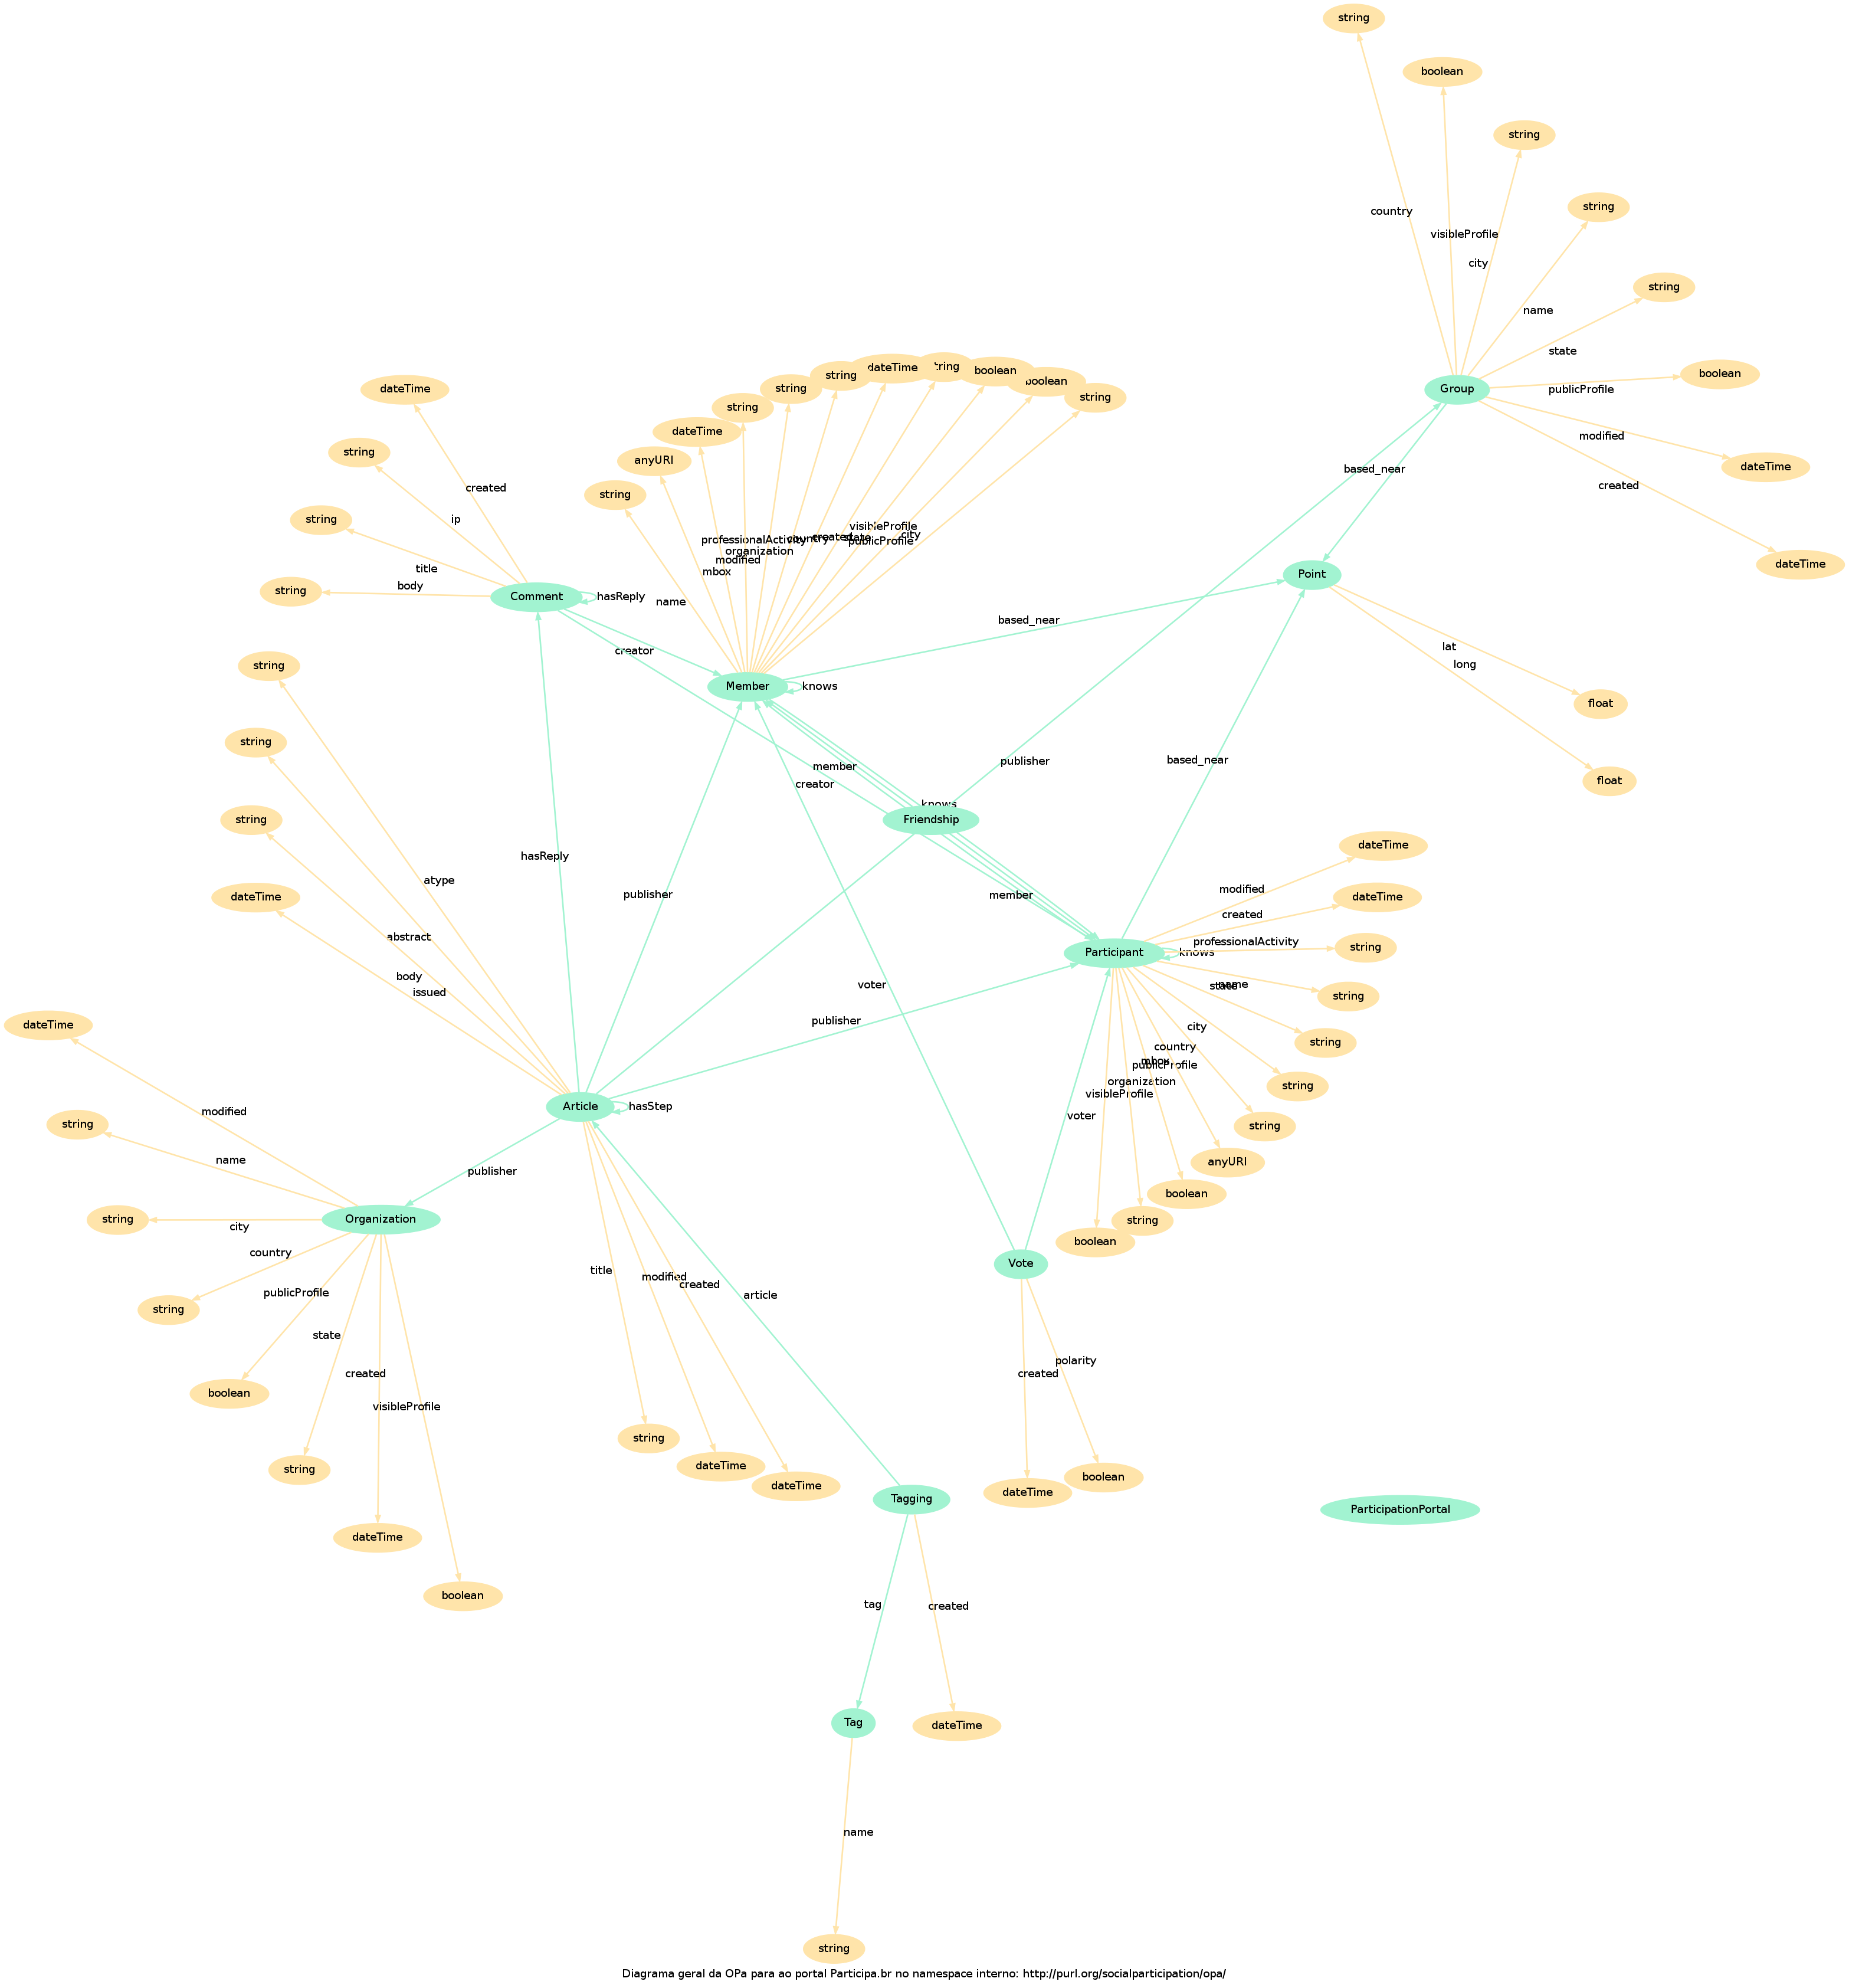 string
boolean
string
string
country
visibleProfile
city
string
name
state
boolean
publicProfile
Group
dateTime
string
boolean
boolean
string
string
string
dateTime
anyURI
string
dateTime
string
string
string
modified
dateTime
based_near
created
dateTime
created
ip
title
body
Comment
hasReply
visibleProfile
city
publicProfile
created
state
country
professionalActivity
organization
modified
mbox
name
Point
based_near
lat
long
float
float
creator
Member
knows
string
string
string
dateTime
member
creator
publisher
knows
Friendship
based_near
hasReply
publisher
atype
abstract
body
issued
member
voter
modified
dateTime
created
dateTime
professionalActivity
string
Participant
knows
name
state
string
string
city
string
country
mbox
publicProfile
organization
visibleProfile
string
anyURI
boolean
string
boolean
publisher
Article
hasStep
voter
dateTime
modified
string
name
publisher
string
city
Organization
country
string
publicProfile
boolean
state
string
created
dateTime
visibleProfile
boolean
title
modified
created
string
dateTime
dateTime
article
Vote
created
polarity
dateTime
boolean
Tagging
ParticipationPortal
tag
created
Tag
dateTime
name
string
Diagrama geral da OPa para ao portal Participa.br no namespace interno: http://purl.org/socialparticipation/opa/